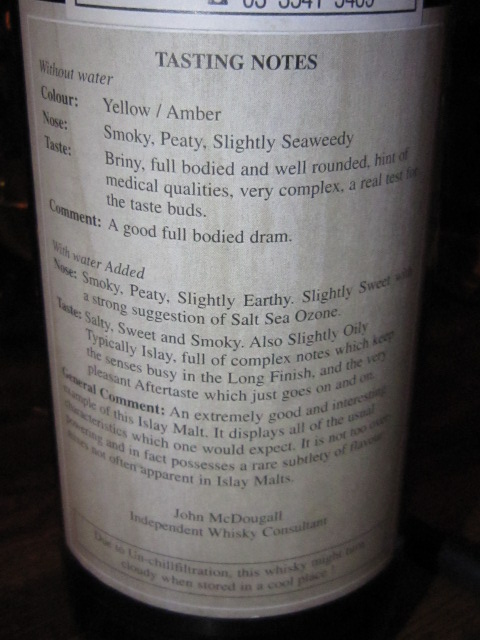 03 3541 3405
TASTING NOTES
Without water
Colour: Yellow / Amber
Nose: Smoky, Peaty, Slightly Seaweedy
Taste: Briny, full bodied and well rounded, hint of
medical qualities, very complex, a real test for
the taste buds.
Comment: A good full bodied dram.
With water Added
Nose: Smoky, Peaty, Slightly Earthy. Slightly Sweet with
a strong suggestion of Salt Sea Ozone.
Taste: Salty, Sweet and Smoky. Also Slightly Oily
Typically Islay, full of complex notes which keep
the senses busy in the Long Finish, and the very
pleasant Aftertaste which just goes on and on.
General Comment: An extremely good and interesting
example of this Islay Malt. It displays all of the usual
characteristics which one would expect. It is not too over
powering and in fact possesses a rare subtlety of flavour
not often apparent in Islay Malts.
John McDougall
Independent Whisky Consultant
Due to Un-chillfiltration, this whisky might turn
cloudy when stored in a cool place !